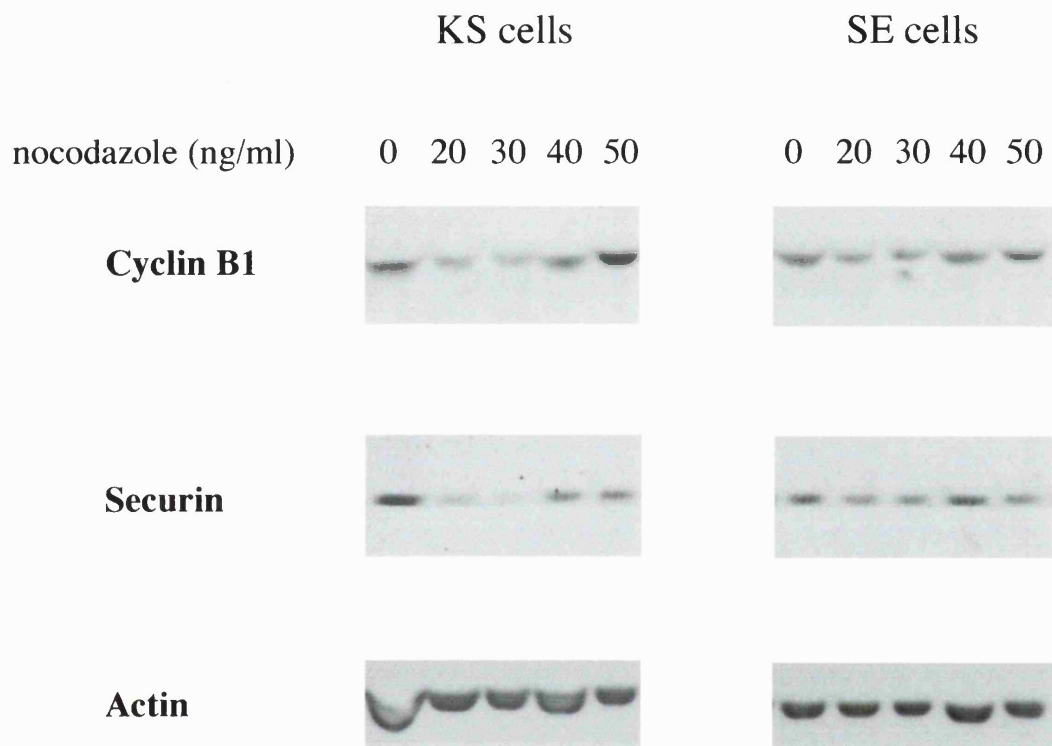 KS cells SE cells
nocodazole (ng/ml) 0 20 30 40 50 0 20 30 40 50
Cyclin B1
Securin
Actin